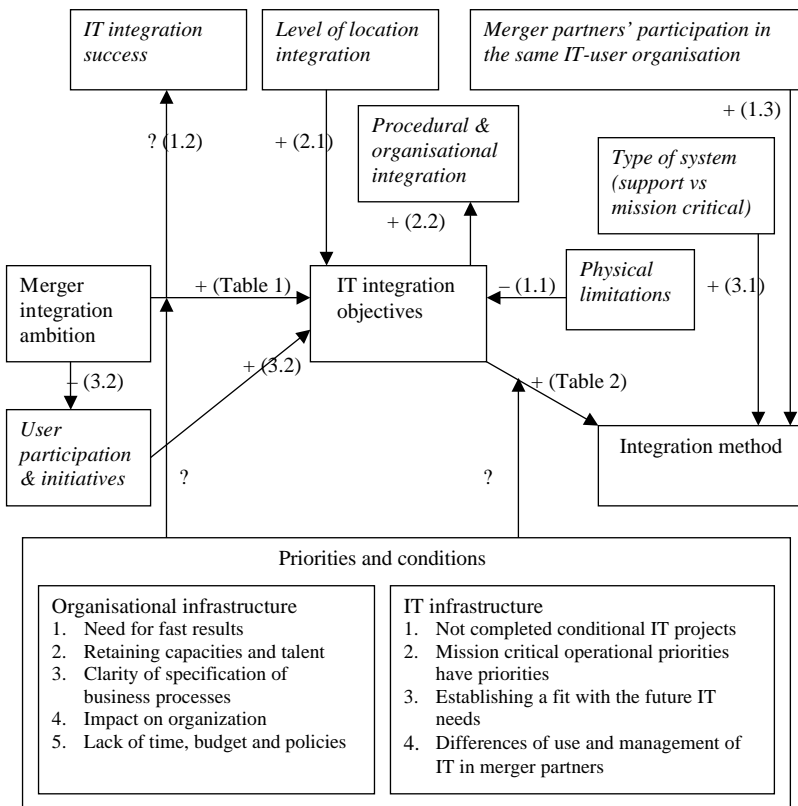 IT integration
success
Level of location
integration
Merger partners' participation in
the same IT-user organisation
? (1.2)
+ (2.1)
Procedural &
organisational
integration
+ (1.3)
Type of system
(support vs
mission critical)
+ (2.2)
Merger
integration
ambition
+ (Table 1)
IT integration
objectives
– (1.1)
Physical
limitations
+ (3.1)
– (3.2)
+ (3.2)
+ (Table 2)
User
participation
& initiatives
?
?
Integration method
Priorities and conditions
Organisational infrastructure
1. Need for fast results
2. Retaining capacities and talent
3. Clarity of specification of
business processes
4. Impact on organization
5. Lack of time, budget and policies
IT infrastructure
1. Not completed conditional IT projects
2. Mission critical operational priorities
have priorities
3. Establishing a fit with the future IT
needs
4. Differences of use and management of
IT in merger partners